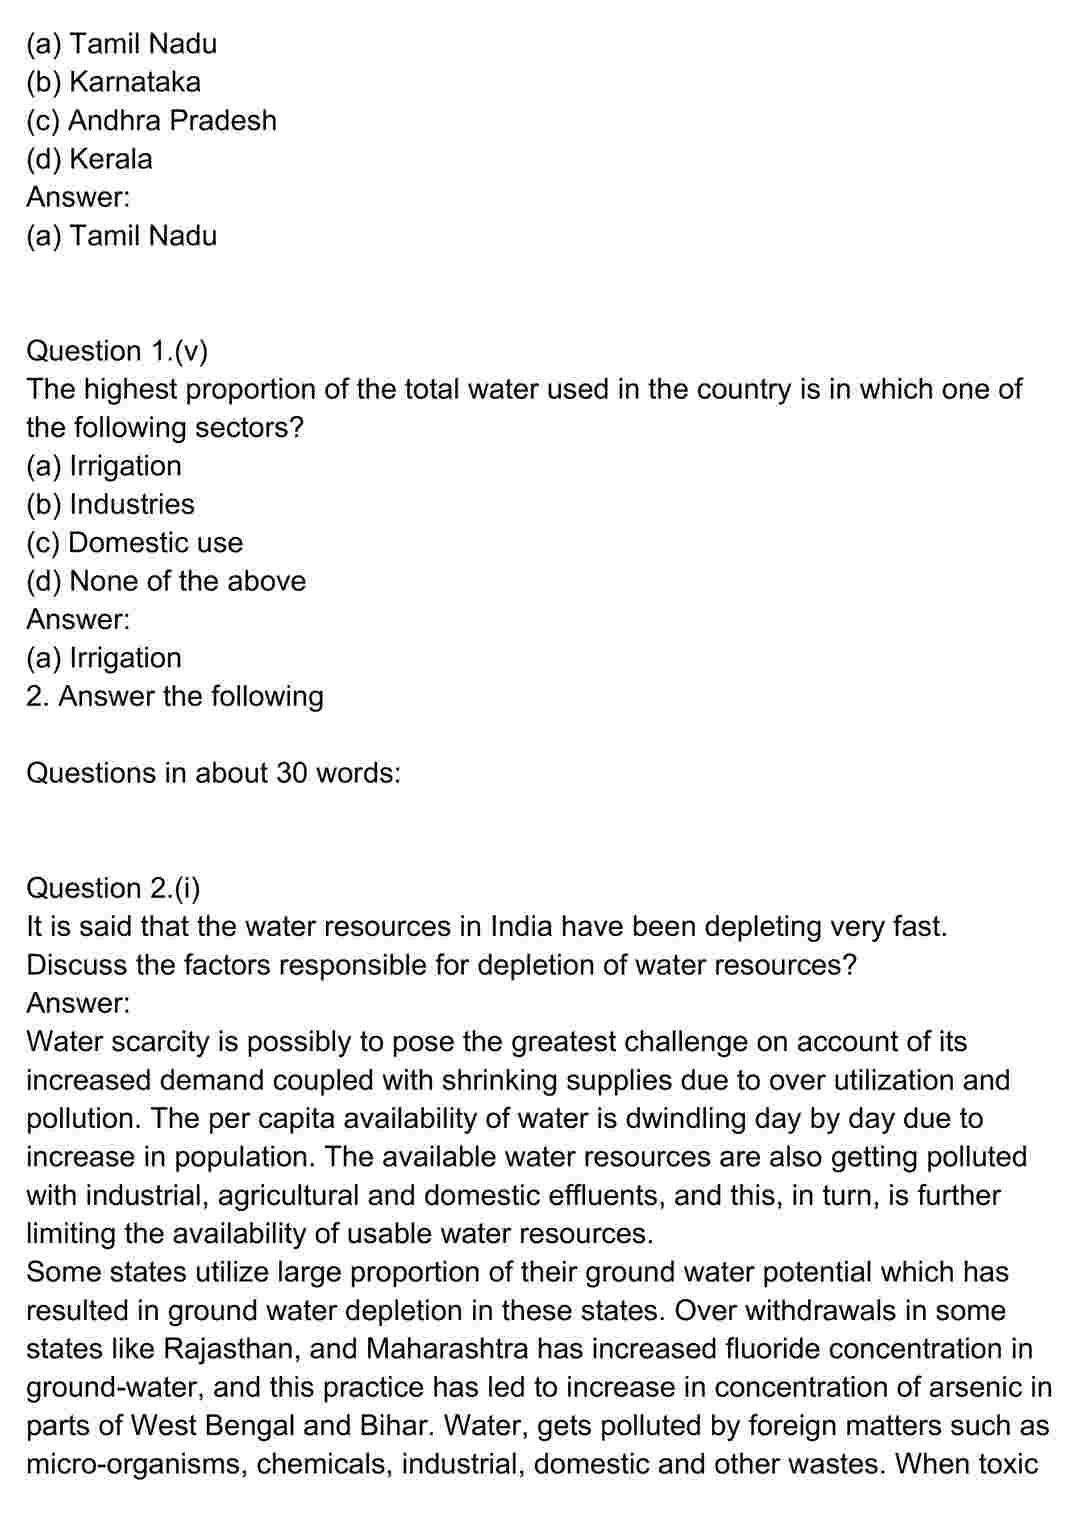 (a) Tamil Nadu
(b) Karnataka
(c) Andhra Pradesh
(d) Kerala
Answer:
(a) Tamil Nadu
Question 1.(v)
The highest proportion of the total water used in the country is in which one of
the following sectors?
(a) Irrigation
(b) Industries
(c) Domestic use
(d) None of the above
Answer:
(a) Irrigation
2. Answer the following
Questions in about 30 words:
Question 2.(i)
It is said that the water resources in India have been depleting very fast.
Discuss the factors responsible for depletion of water resources?
Answer:
Water scarcity is possibly to pose the greatest challenge on account of its
increased demand coupled with shrinking supplies due to over utilization and
pollution. The per capita availability of water is dwindling day by day due to
increase in population. The available water resources are also getting polluted
with industrial, agricultural and domestic effluents, and this, in turn, is further
limiting the availability of usable water resources.
Some states utilize large proportion of their ground water potential which has
resulted in ground water depletion in these states. Over withdrawals in some
states like Rajasthan, and Maharashtra has increased fluoride concentration in
ground-water, and this practice has led to increase in concentration of arsenic in
parts of West Bengal and Bihar. Water, gets polluted by foreign matters such as
micro-organisms, chemicals, industrial, domestic and other wastes. When toxic